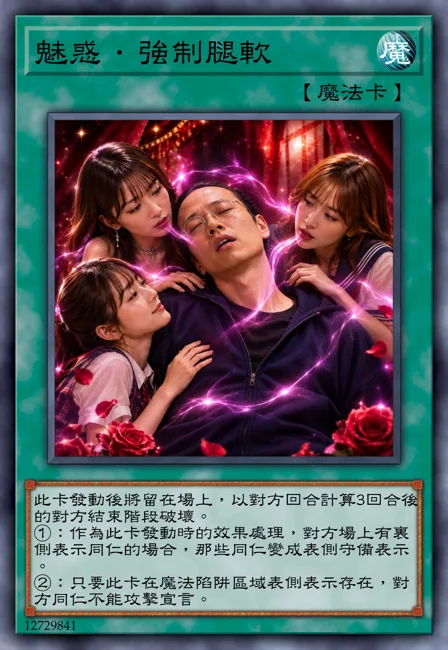 魅惑・強制腿軟
魔
【魔法卡】
此卡發動後將留在場上，以對方回合計算3回合後
的對方結束階段破壞。
①：作為此卡發動時的效果處理，對方場上有裏
側表示同仁的場合，那些同仁變成表側守備表示
。
②：只要此卡在魔法陷阱區域表側表示存在，對
方同仁不能攻擊宣言。
12729841